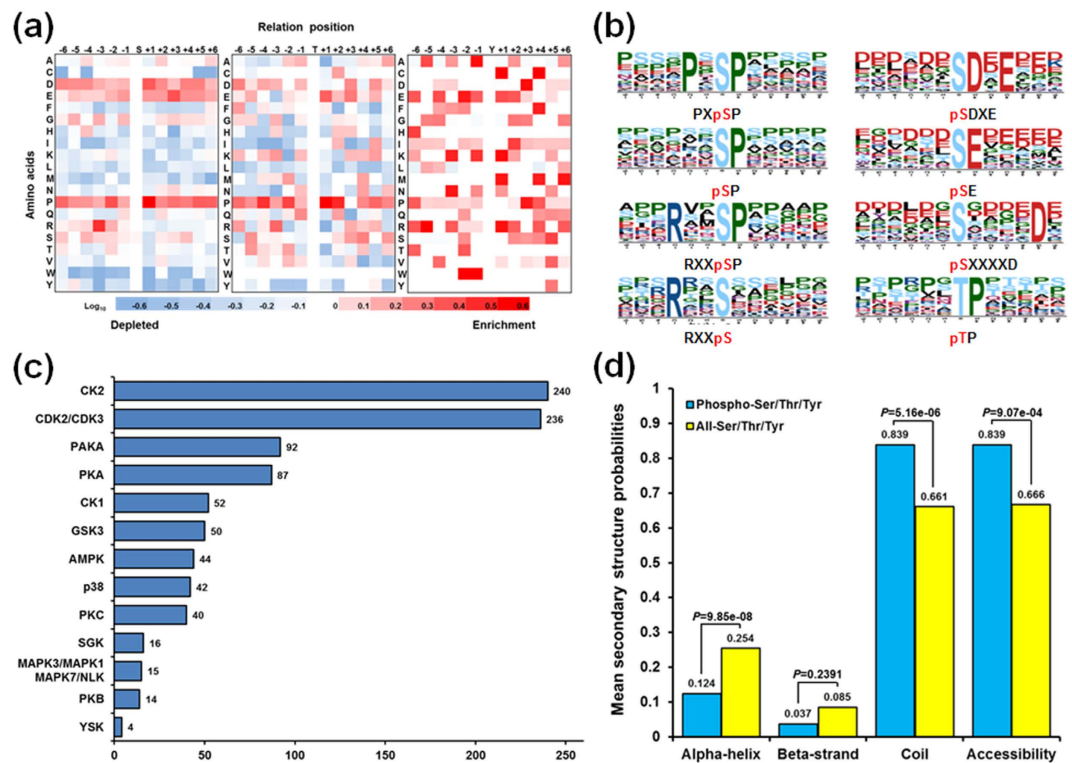 (a)
Relation position
-6 -5 -4 -3 -2 -1 S +1 +2 +3 +4 +5 +6
-6 -5 -4 -3 -2 -1 T +1 +2 +3 +4 +5 +6
-6 -5 -4 -3 -2 -1 Y +1 +2 +3 +4 +5 +6
Amino acids
A
C
D
E
F
G
H
I
K
L
M
N
P
Q
R
S
T
V
W
Y
A
C
D
E
F
G
H
I
K
L
M
N
P
Q
R
S
T
V
W
Y
A
C
D
E
F
G
H
I
K
L
M
N
P
Q
R
S
T
V
W
Y
Log10 -0.6 -0.5 -0.4 -0.3 -0.2 -0.1 0 0.1 0.2 0.3 0.4 0.5 0.6
Depleted
Enrichment
(b)
PXpSP
pSDXE
pSP
pSE
RXXpSP
pSXXXXD
RXXpS
pTP
(c)
CK2 240
CDK2/CDK3 236
PAKA 92
PKA 87
CK1 52
GSK3 50
AMPK 44
p38 42
PKC 40
SGK 16
MAPK3/MAPK1
MAPK7/NLK 15
PKB 14
YSK 4
0 50 100 150 200 250
(d)
Mean secondary structure probabilities
1
0.9
0.8
0.7
0.6
0.5
0.4
0.3
0.2
0.1
0
Phospho-Ser/Thr/Tyr
All-Ser/Thr/Tyr
P=9.85e-08
0.124
0.254
P=0.2391
0.037
0.085
P=5.16e-06
0.839
0.661
P=9.07e-04
0.839
0.666
Alpha-helix Beta-strand Coil Accessibility